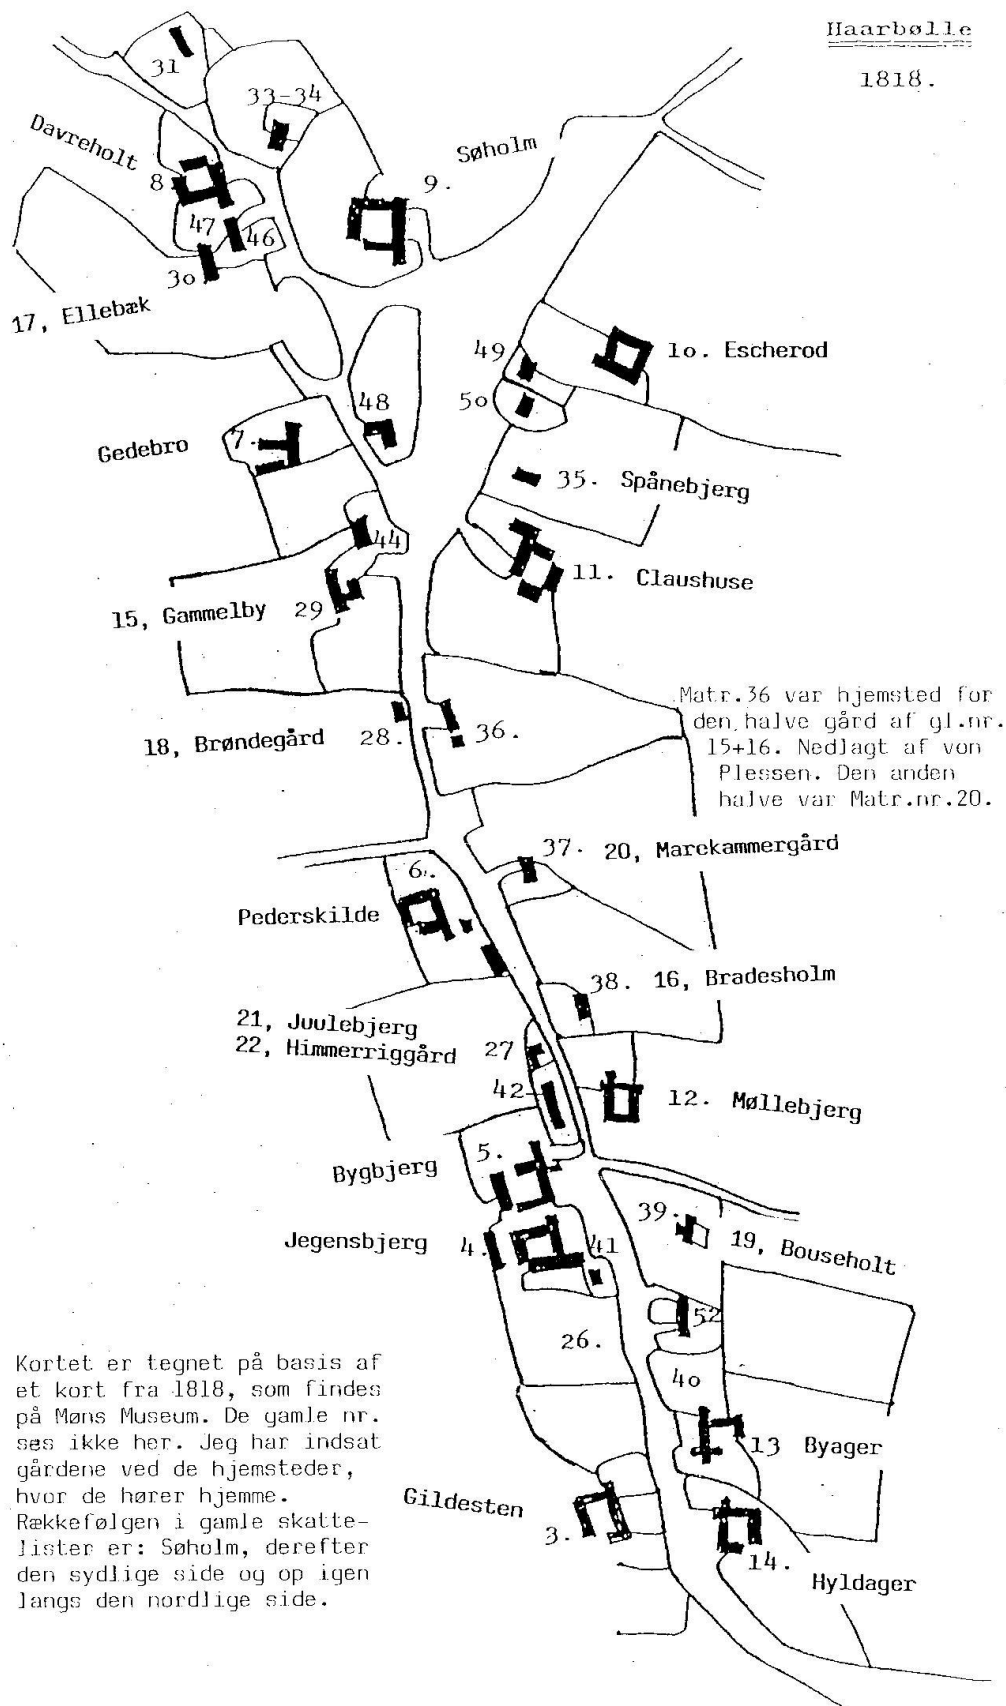 Haarbølle
1818.
31
33-34
Davreholt
8
Søholm
9.
47
46
3o
17, Ellebæk
49
1o. Escherod
5o
48
Gedebro
7.
35. Spånebjerg
44
11. Claushuse
15, Gammelby 29
Matr.36 var hjemsted for
den halve gård af gl.nr.
15+16. Nedlagt af von
Plessen. Den anden
halve var Matr.nr.20.
18, Brøndegård 28.
36.
37. 20, Marckammergård
6.
Pederskilde
38. 16, Bradesholm
21, Juulebjerg
22, Himmerriggård 27
42
12. Møllebjerg
5.
Bygbjerg
39.
Jegensbjerg 4.
41
19, Bouseholt
52
26.
4o
Kortet er tegnet på basis af
et kort fra 1818, som findes
på Møns Museum. De gamle nr.
ses ikke her. Jeg har indsat
gårdene ved de hjemsteder,
hvor de hører hjemme.
Rækkefølgen i gamle skatte-
lister er: Søholm, derefter
den sydlige side og op igen
langs den nordlige side.
13 Byager
Gildesten
3.
14.
Hyldager